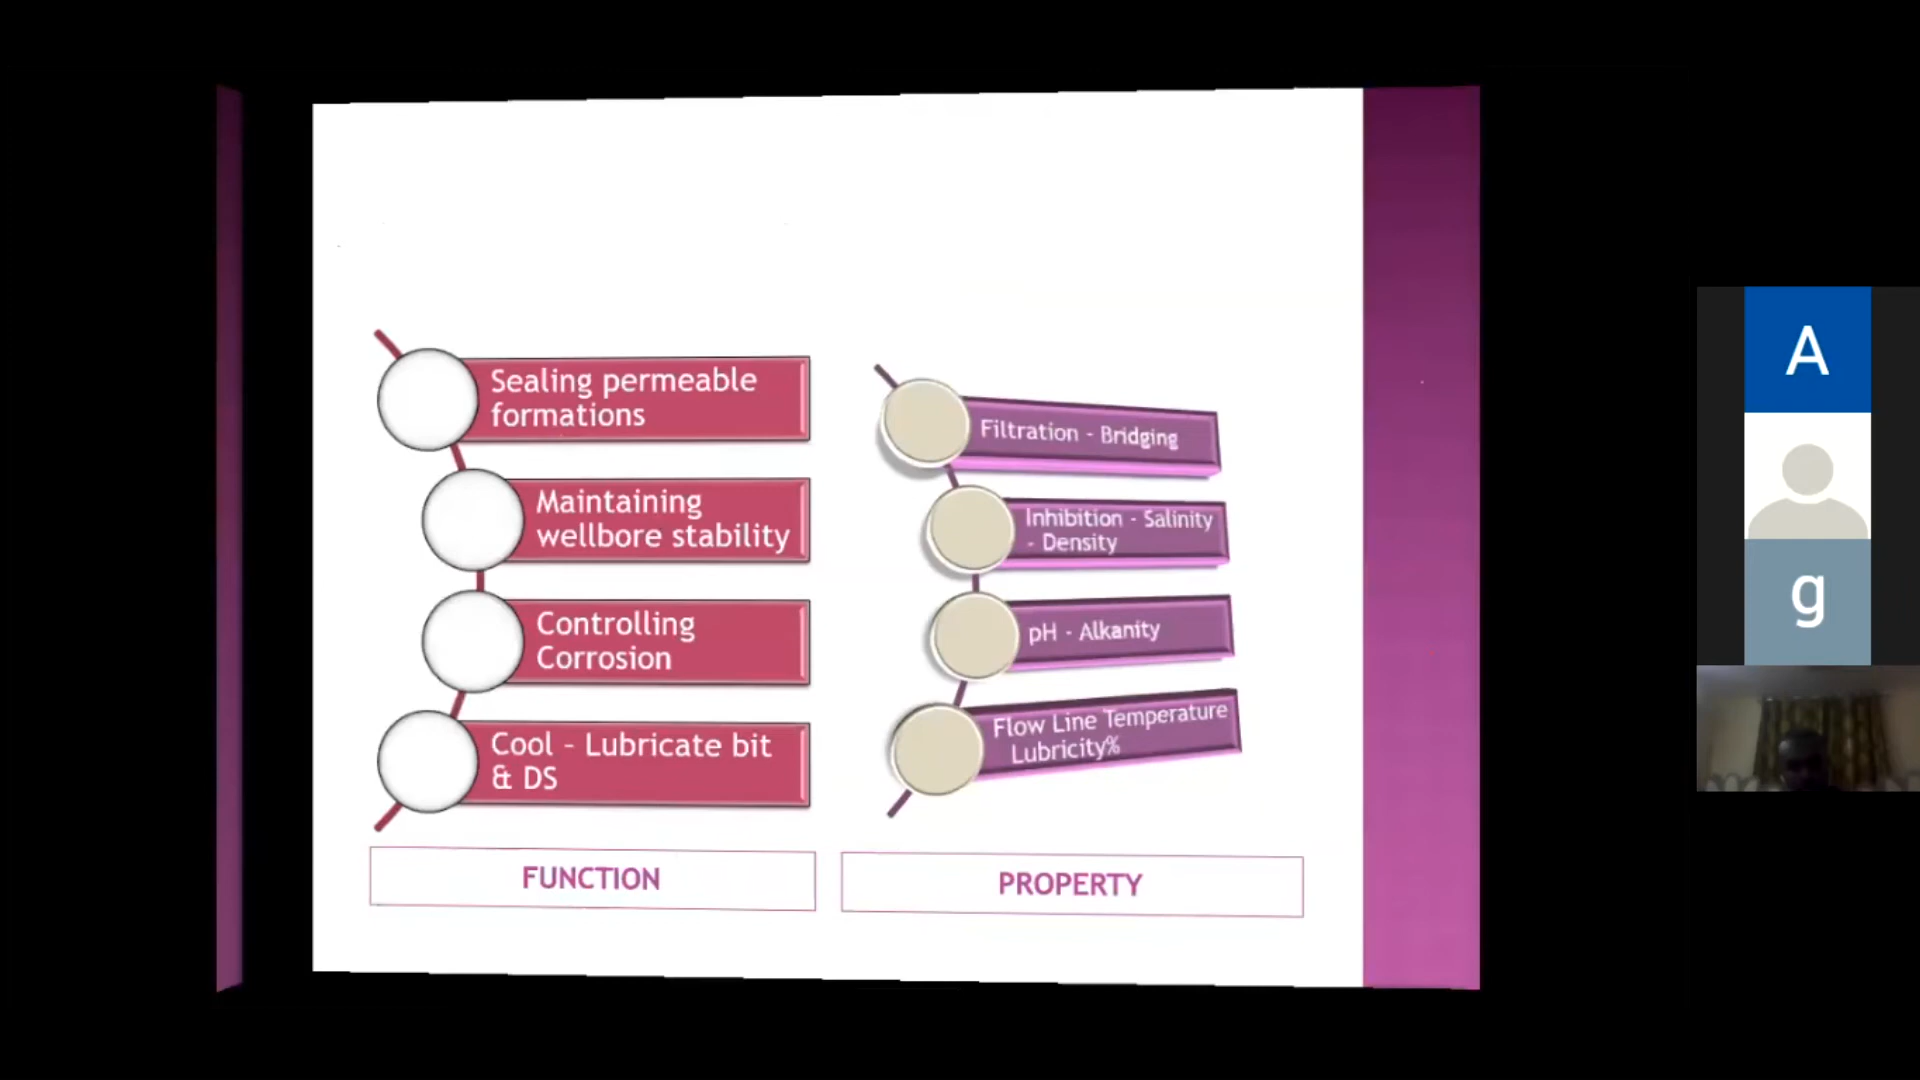 Sealing permeable
formations
Maintaining
wellbore stability
Controlling
Corrosion
Cool - Lubricate bit
& DS
FUNCTION
Filtration - Bridging
Inhibition - Salinity
- Density
pH - Alkanity
Flow Line Temperature
Lubricity%
PROPERTY
A
g